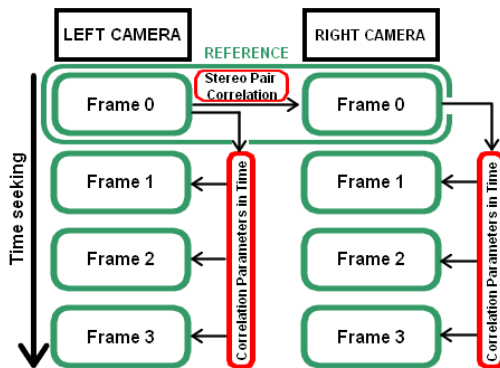 LEFT CAMERA
RIGHT CAMERA
REFERENCE
Frame 0
Stereo Pair
Correlation
Frame 0
Time seeking
Frame 1
Frame 2
Frame 3
Correlation Parameters in Time
Frame 1
Frame 2
Frame 3
Correlation Parameters in Time